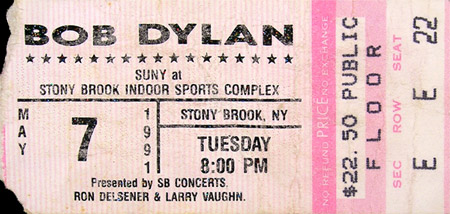 BOB DYLAN
★★★★★★★★★★★★★★★★★★★★
SUNY at
STONY BROOK INDOOR SPORTS COMPLEX
MAY
7
1991
STONY BROOK, NY
TUESDAY
8:00 PM
Presented by SB CONCERTS.
RON DELSENER & LARRY VAUGHN.
NO REFUND PRICE NO EXCHANGE
$22.50 PUBLIC
FLOOR
SEC ROW SEAT
E E 22